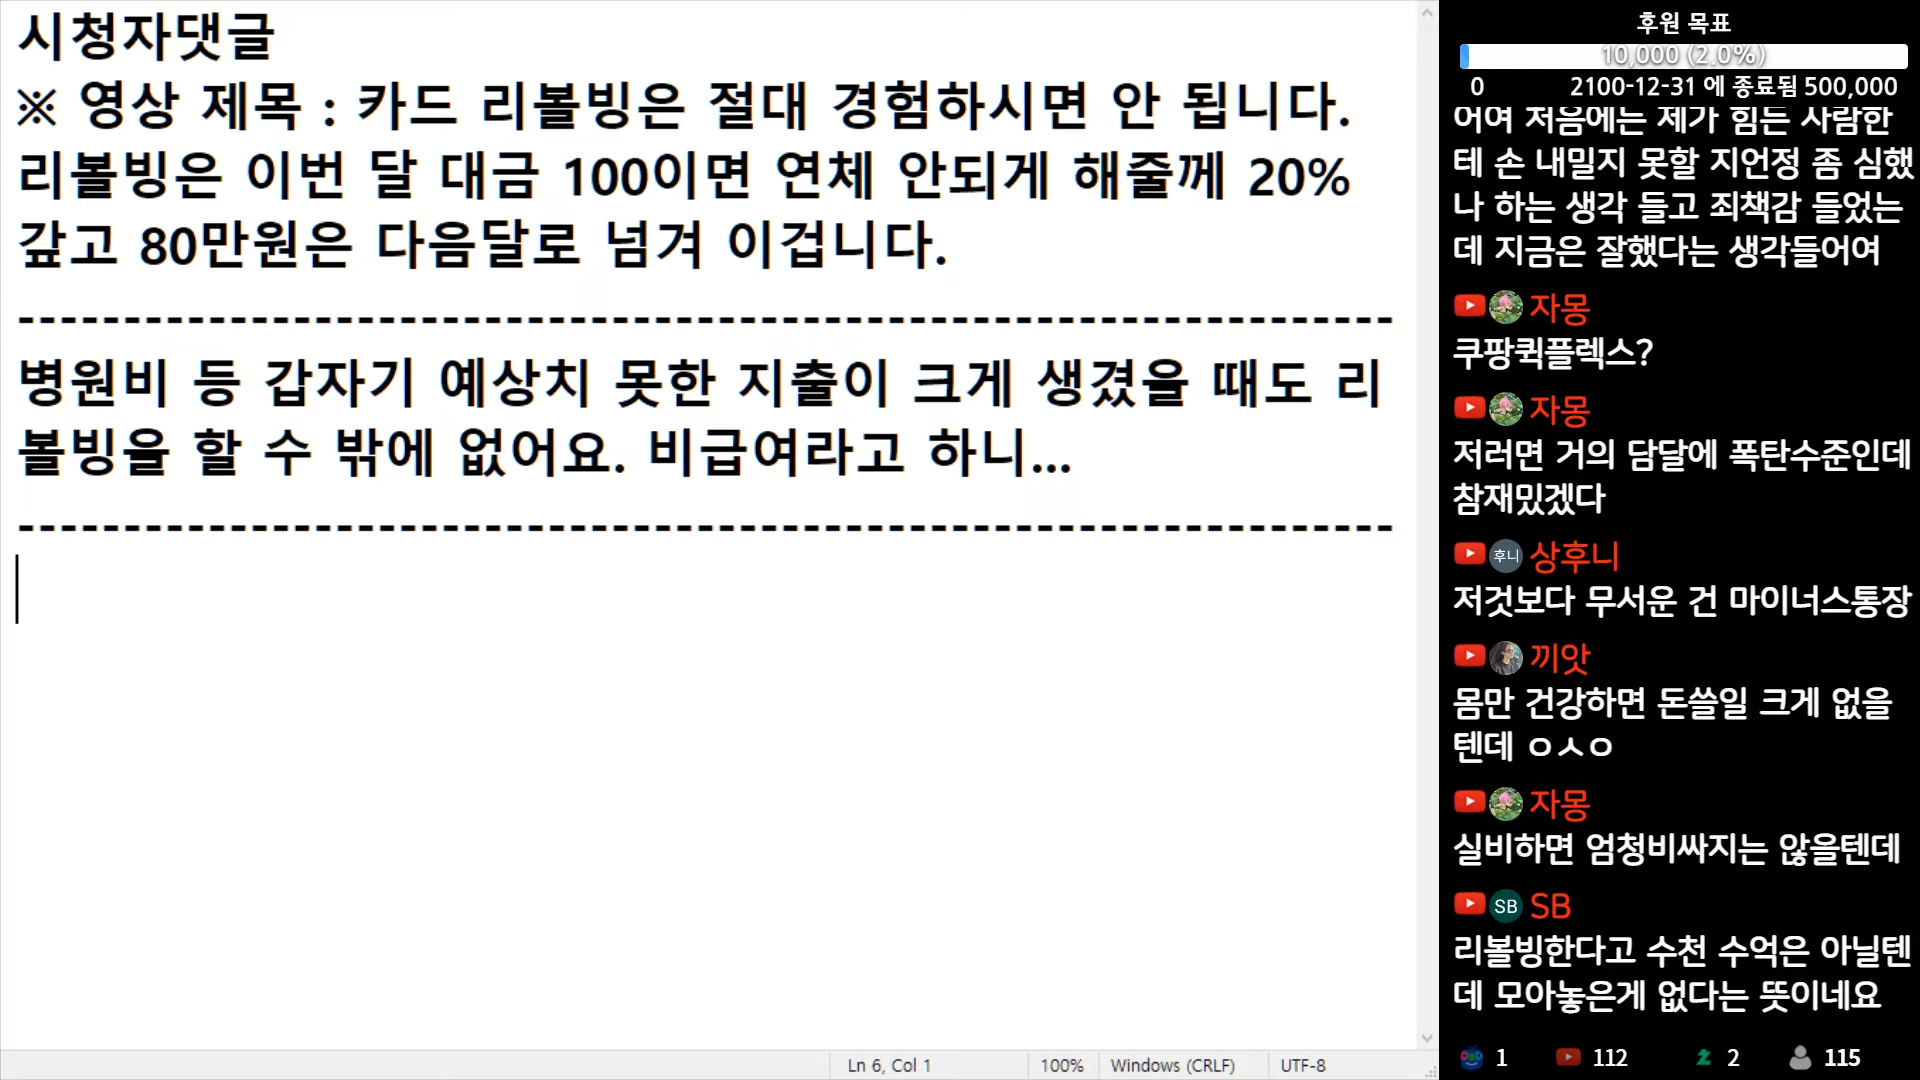 시청자댓글
※ 영상 제목 : 카드 리볼빙은 절대 경험하시면 안 됩니다.
리볼빙은 이번 달 대금 100이면 연체 안되게 해줄께 20%
갚고 80만원은 다음달로 넘겨 이겁니다.
--------------------------------------------------------
병원비 등 갑자기 예상치 못한 지출이 크게 생겼을 때도 리
볼빙을 할 수 밖에 없어요. 비급여라고 하니...
--------------------------------------------------------
Ln 6, Col 1
100%
Windows (CRLF)
UTF-8
후원 목표
10,000 (2.0%)
0 2100-12-31 에 종료됨 500,000
어여 처음에는 제가 힘든 사람한
테 손 내밀지 못할 지언정 좀 심했
나 하는 생각 들고 죄책감 들었는
데 지금은 잘했다는 생각들어여
자몽
쿠팡퀵플렉스?
자몽
저러면 거의 담달에 폭탄수준인데
참재밌겠다
후니 상후니
저것보다 무서운 건 마이너스통장
끼앗
몸만 건강하면 돈쓸일 크게 없을
텐데 ㅇㅅㅇ
자몽
실비하면 엄청비싸지는 않을텐데
SB SB
리볼빙한다고 수천 수억은 아닐텐
데 모아놓은게 없다는 뜻이네요
1 112 2 115